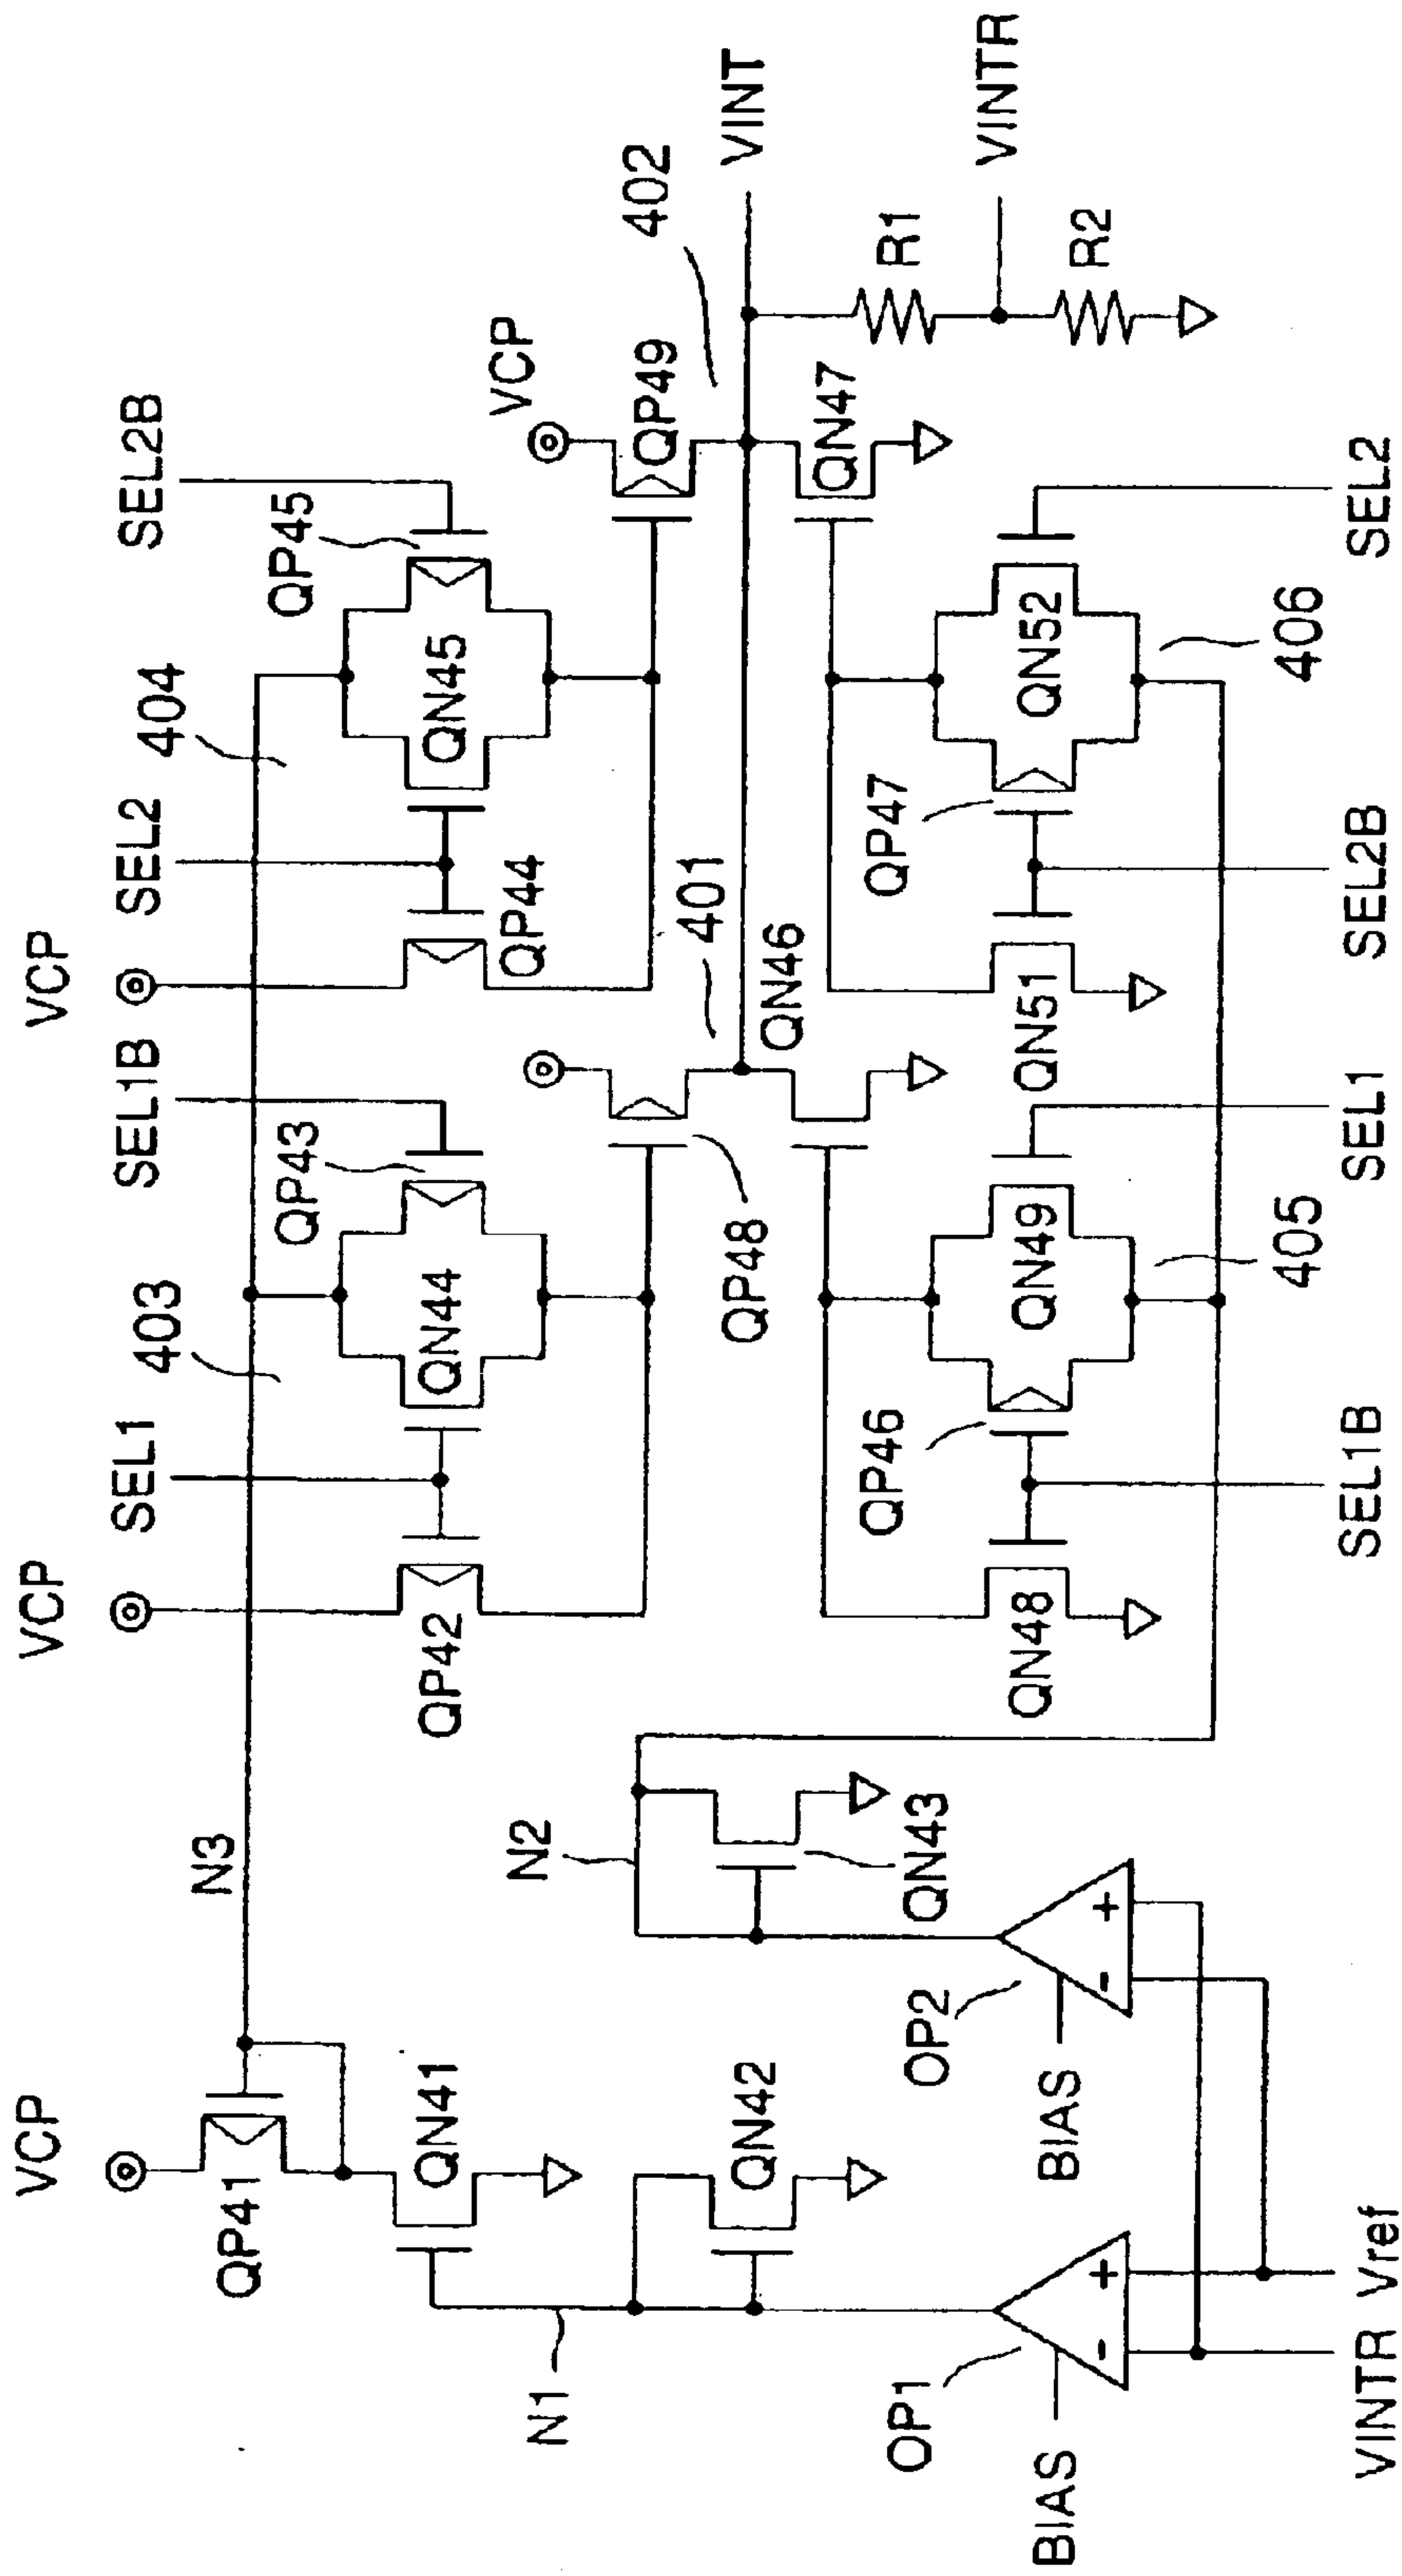 VCP
VCP
VCP
SEL1
403
SEL1B
SEL2
404
SEL2B
N3
QP41
QP42
QN44
QP43
QP44
QN45
QP45
VCP
QN41
N1
N2
QP48
401
QP49
402
VINT
QN42
QN43
QN46
QN47
R1
OP1
OP2
QP46
QP47
VINTR
BIAS
BIAS
QN48
QN49
QN51
QN52
R2
-
+
-
+
405
406
VINTR
Vref
SEL1B
SEL1
SEL2B
SEL2